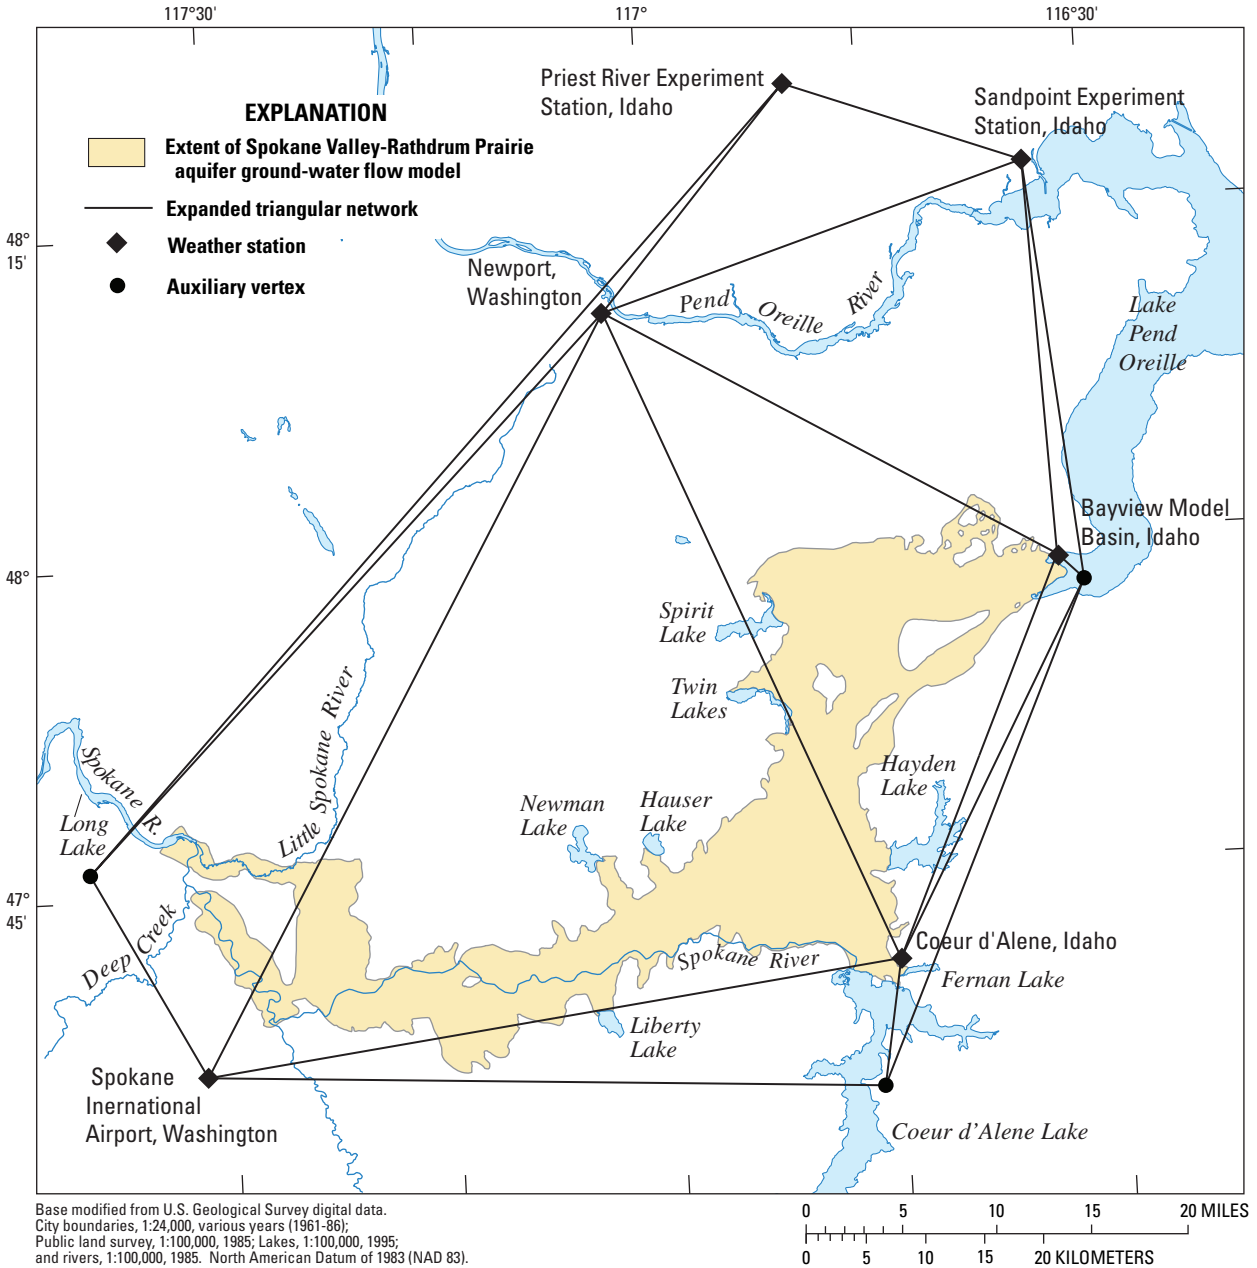 117°30'
117°
116°30'
Priest River Experiment
Station, Idaho
Sandpoint Experiment
Station, Idaho
EXPLANATION
Extent of Spokane Valley-Rathdrum Prairie
aquifer ground-water flow model
Expanded triangular network
Weather station
Auxiliary vertex
48°
15'
Newport,
Washington
Pend
Oreille
River
Lake
Pend
Oreille
Bayview Model
Basin, Idaho
48°
Spirit
Lake
Twin
Lakes
Little Spokane River
Spokane R.
Long
Lake
Newman
Lake
Hauser
Lake
Hayden
Lake
47°
45'
Deep Creek
Spokane River
Coeur d'Alene, Idaho
Fernan Lake
Liberty
Lake
Spokane
Inernational
Airport, Washington
Coeur d'Alene Lake
Base modified from U.S. Geological Survey digital data.
City boundaries, 1:24,000, various years (1961-86);
Public land survey, 1:100,000, 1985; Lakes, 1:100,000, 1995;
and rivers, 1:100,000, 1985. North American Datum of 1983 (NAD 83).
0 5 10 15 20 MILES
0 5 10 15 20 KILOMETERS